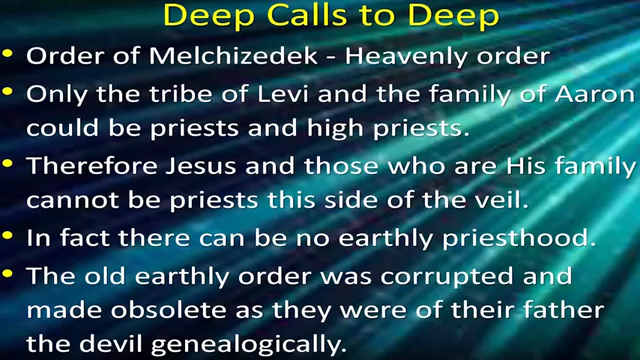 Deep Calls to Deep
• Order of Melchizedek - Heavenly order
• Only the tribe of Levi and the family of Aaron
could be priests and high priests.
• Therefore Jesus and those who are His family
cannot be priests this side of the veil.
• In fact there can be no earthly priesthood.
• The old earthly order was corrupted and
made obsolete as they were of their father
the devil genealogically.